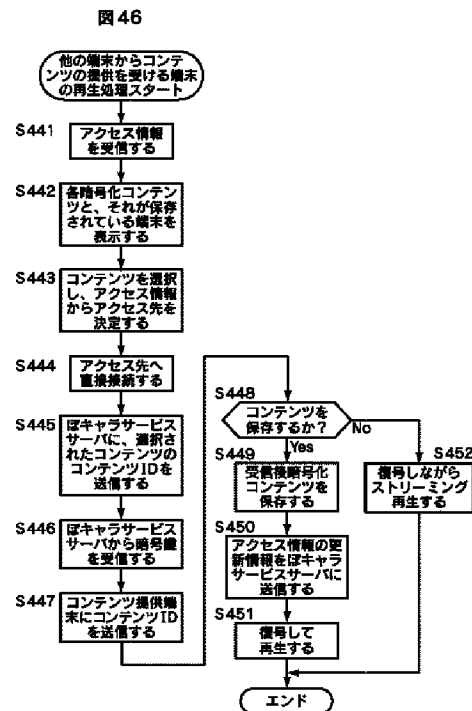 図46
他の端末からコンテ
ンツの提供を受ける端末
の再生処理スタート
S441
アクセス情報
を受信する
S442
各暗号化コンテン
ツと、それが保存さ
れている端末を
表示する
S443
コンテンツを選択
し、アクセス情報
からアクセス先を
決定する
S444
アクセス先へ
直接接続する
S445
ぽキャラサービス
サーバに、選択され
たコンテンツの
コンテンツIDを
送信する
S446
ぽキャラサービス
サーバから暗号鍵
を受信する
S447
コンテンツ提供端
末にコンテンツID
を送信する
S448
コンテンツを
保存するか?
No
Yes
S449
受信後暗号化
コンテンツを
保存する
S450
アクセス情報の更
新情報をぽキャラ
サービスサーバに
送信する
S451
復号して
再生する
S452
復号しながら
ストリーミング
再生する
エンド